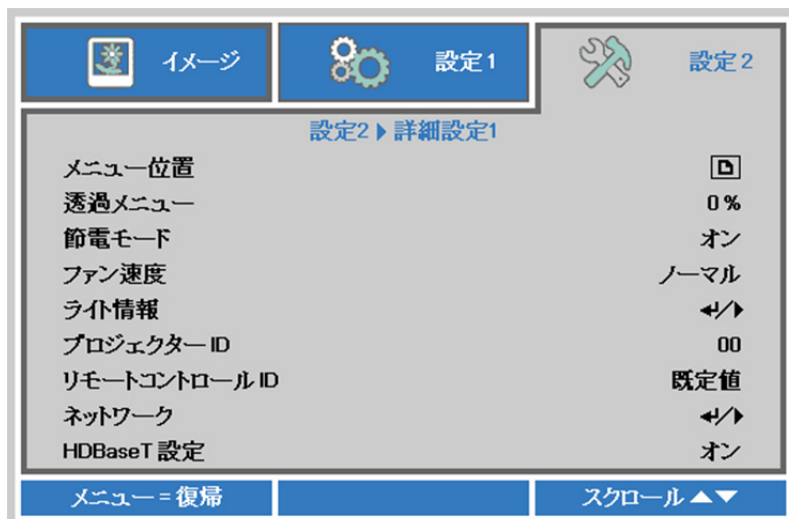 イメージ
設定1
設定2
設定2▶詳細設定1
メニュー位置
透過メニュー 0 %
節電モード オン
ファン速度 ノーマル
ライト情報 ↵/▶
プロジェクター ID 00
リモートコントロール ID 既定値
ネットワーク ↵/▶
HDBaseT 設定 オン
メニュー = 復帰
スクロール ▲▼